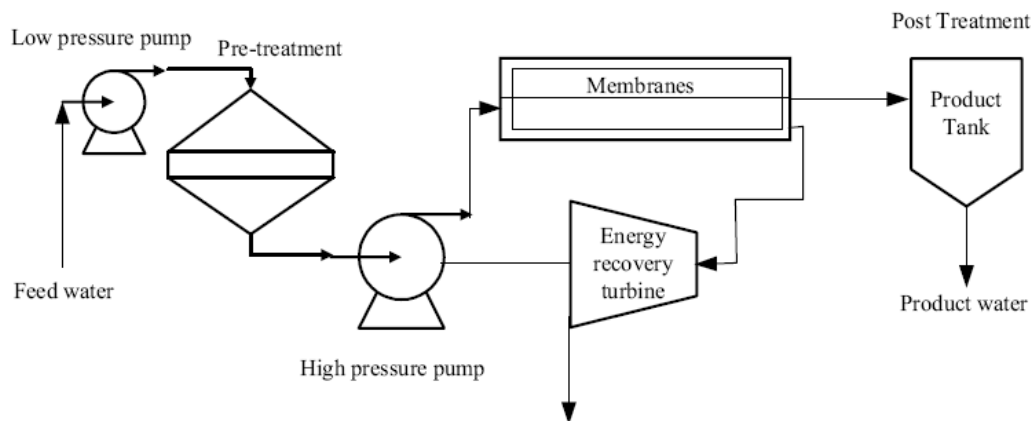 Post Treatment
Low pressure pump
Pre-treatment
Membranes
Product
Tank
Energy
recovery
turbine
Feed water
Product water
High pressure pump